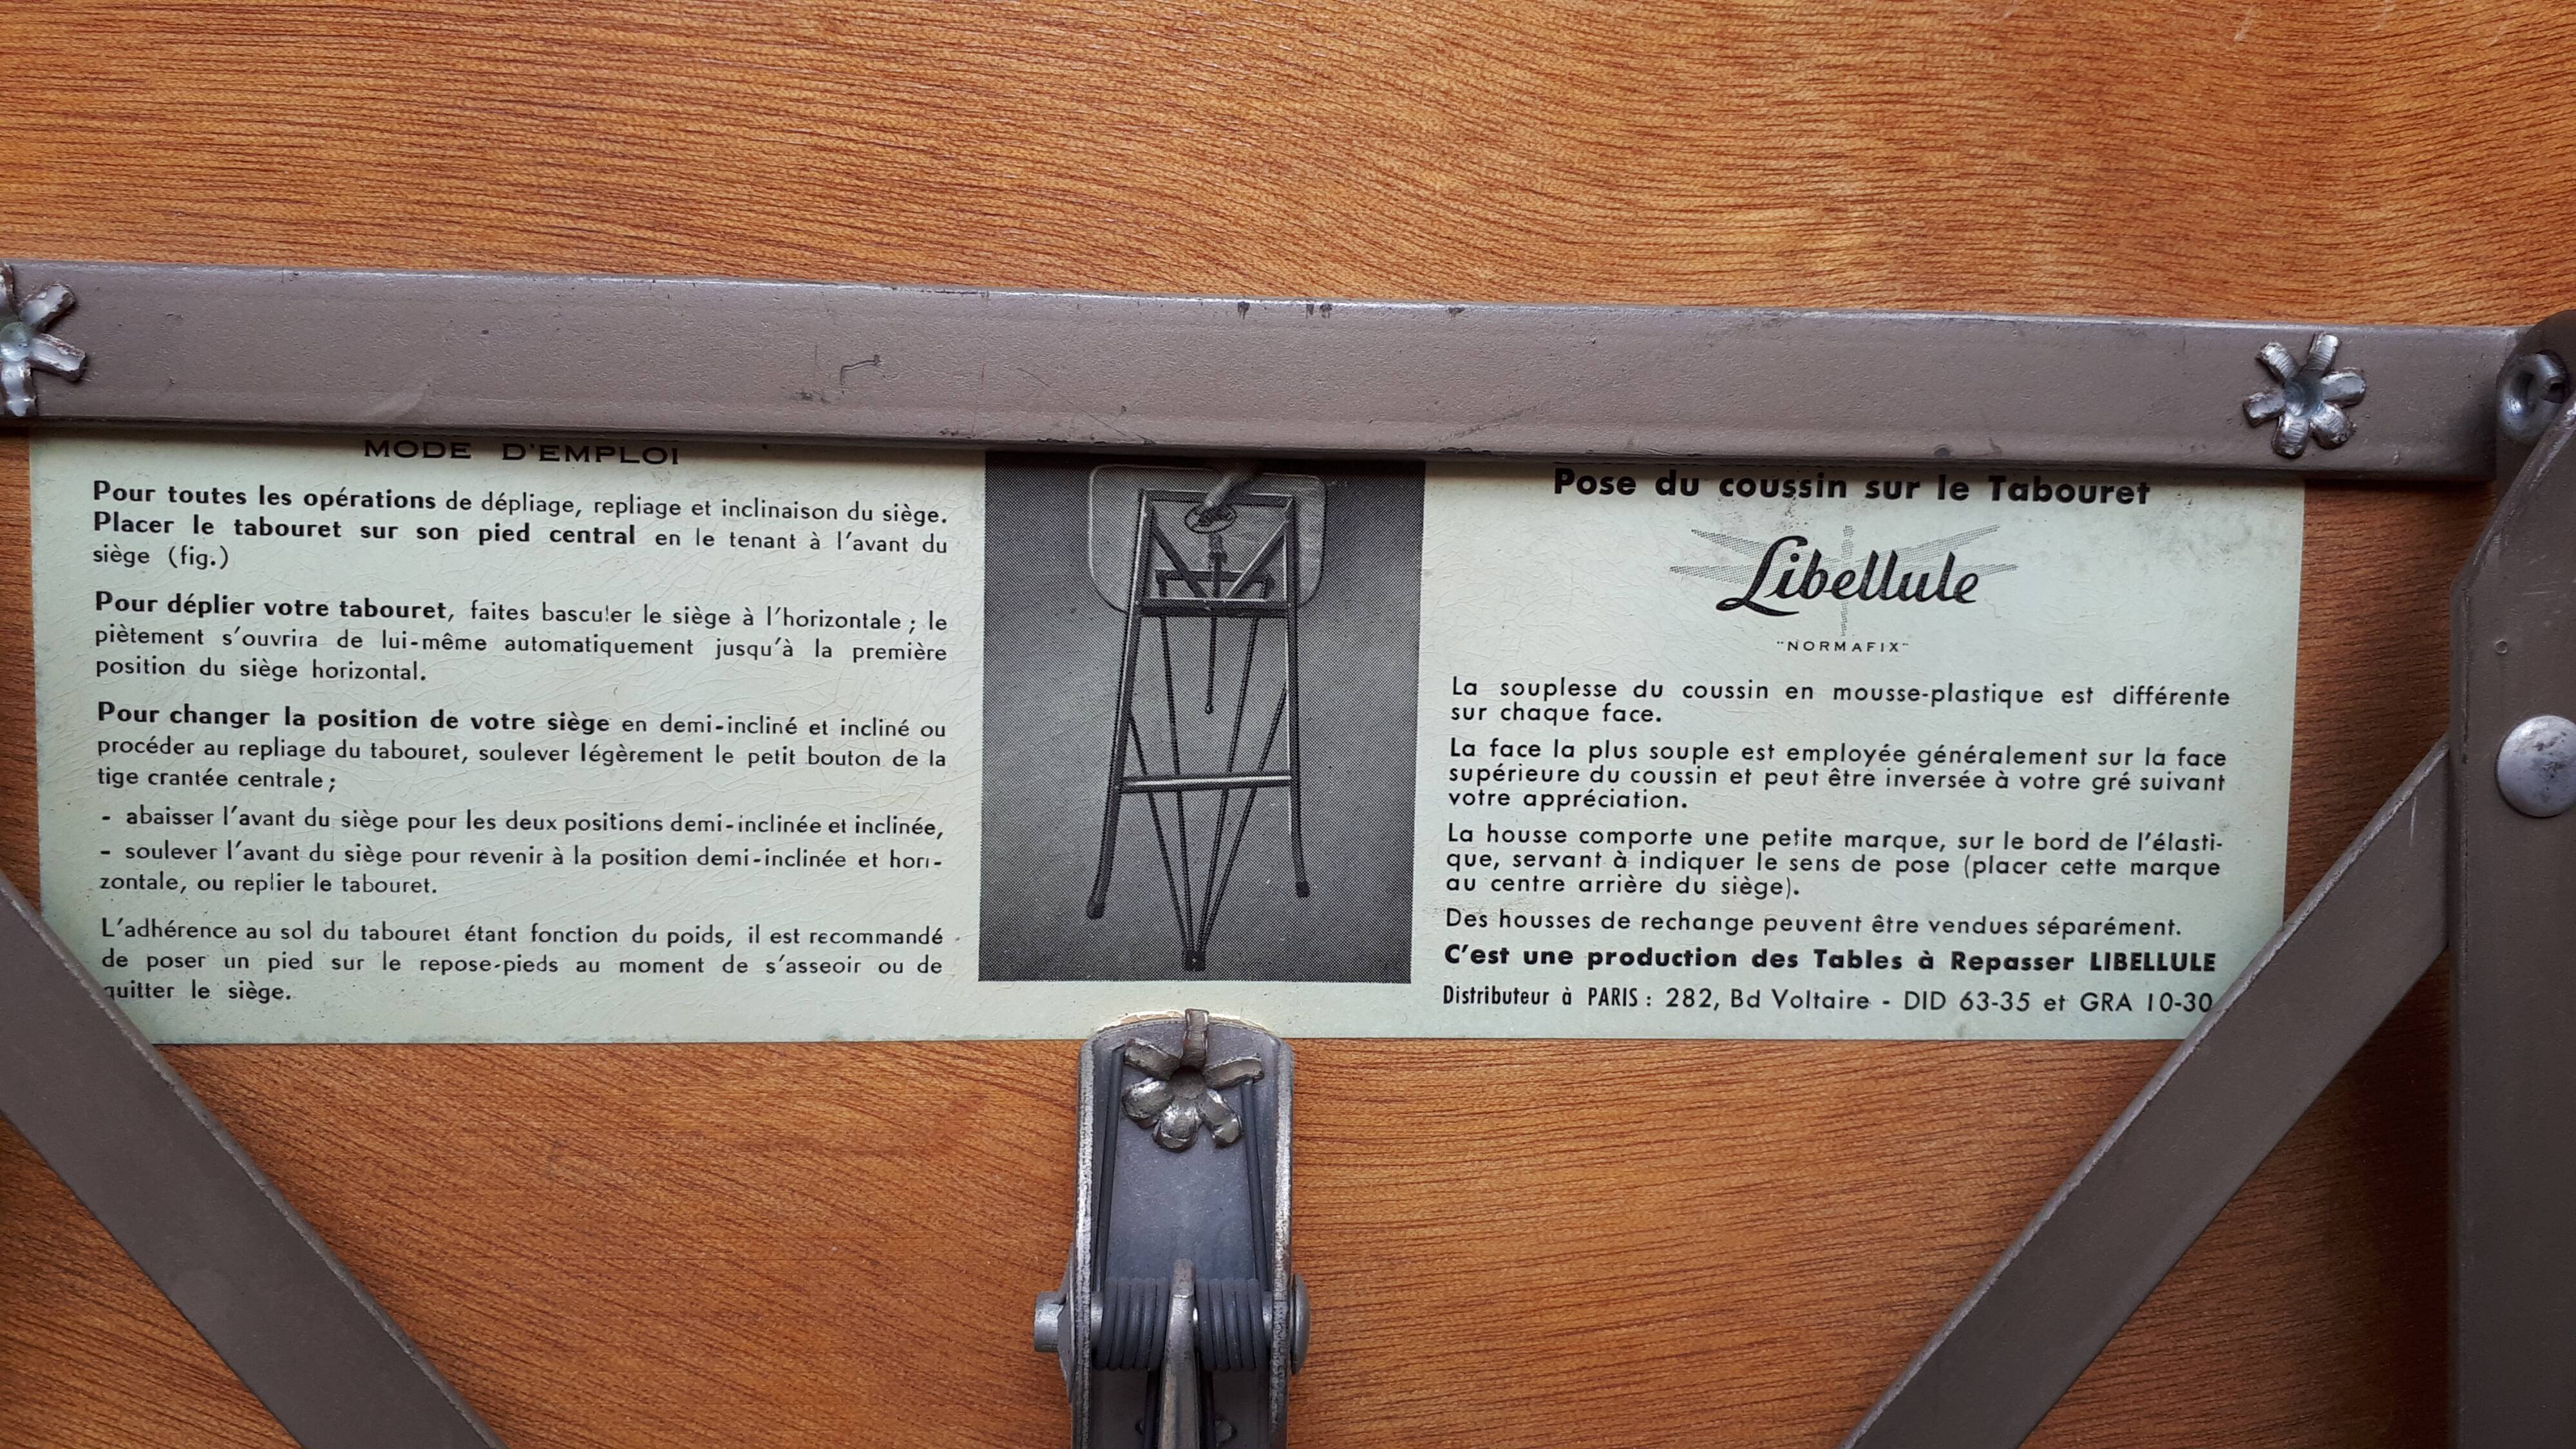 MODE D'EMPLOI
Pour toutes les opérations de dépliage, repliage et inclinaison du siège.
Placer le tabouret sur son pied central en le tenant à l'avant du
siège (fig.)
Pour déplier votre tabouret, faites basculer le siège à l'horizontale ; le
piètement s'ouvrira de lui-même automatiquement jusqu'à la première
position du siège horizontal.
Pour changer la position de votre siège en demi-incliné et incliné ou
procéder au repliage du tabouret, soulever légèrement le petit bouton de la
tige crantée centrale ;
- abaisser l'avant du siège pour les deux positions demi-inclinée et inclinée,
- soulever l'avant du siège pour revenir à la position demi-inclinée et hori-
zontale, ou replier le tabouret.
L'adhérence au sol du tabouret étant fonction du poids, il est recommandé
de poser un pied sur le repose-pieds au moment de s'asseoir ou de
quitter le siège.
Pose du coussin sur le Tabouret
Libellule
"NORMAFIX"
La souplesse du coussin en mousse-plastique est différente
sur chaque face.
La face la plus souple est employée généralement sur la face
supérieure du coussin et peut être inversée à votre gré suivant
votre appréciation.
La housse comporte une petite marque, sur le bord de l'élasti-
que, servant à indiquer le sens de pose (placer cette marque
au centre arrière du siège).
Des housses de rechange peuvent être vendues séparément.
C'est une production des Tables à Repasser LIBELLULE
Distributeur à PARIS : 282, Bd Voltaire - DID 63-35 et GRA 10-30